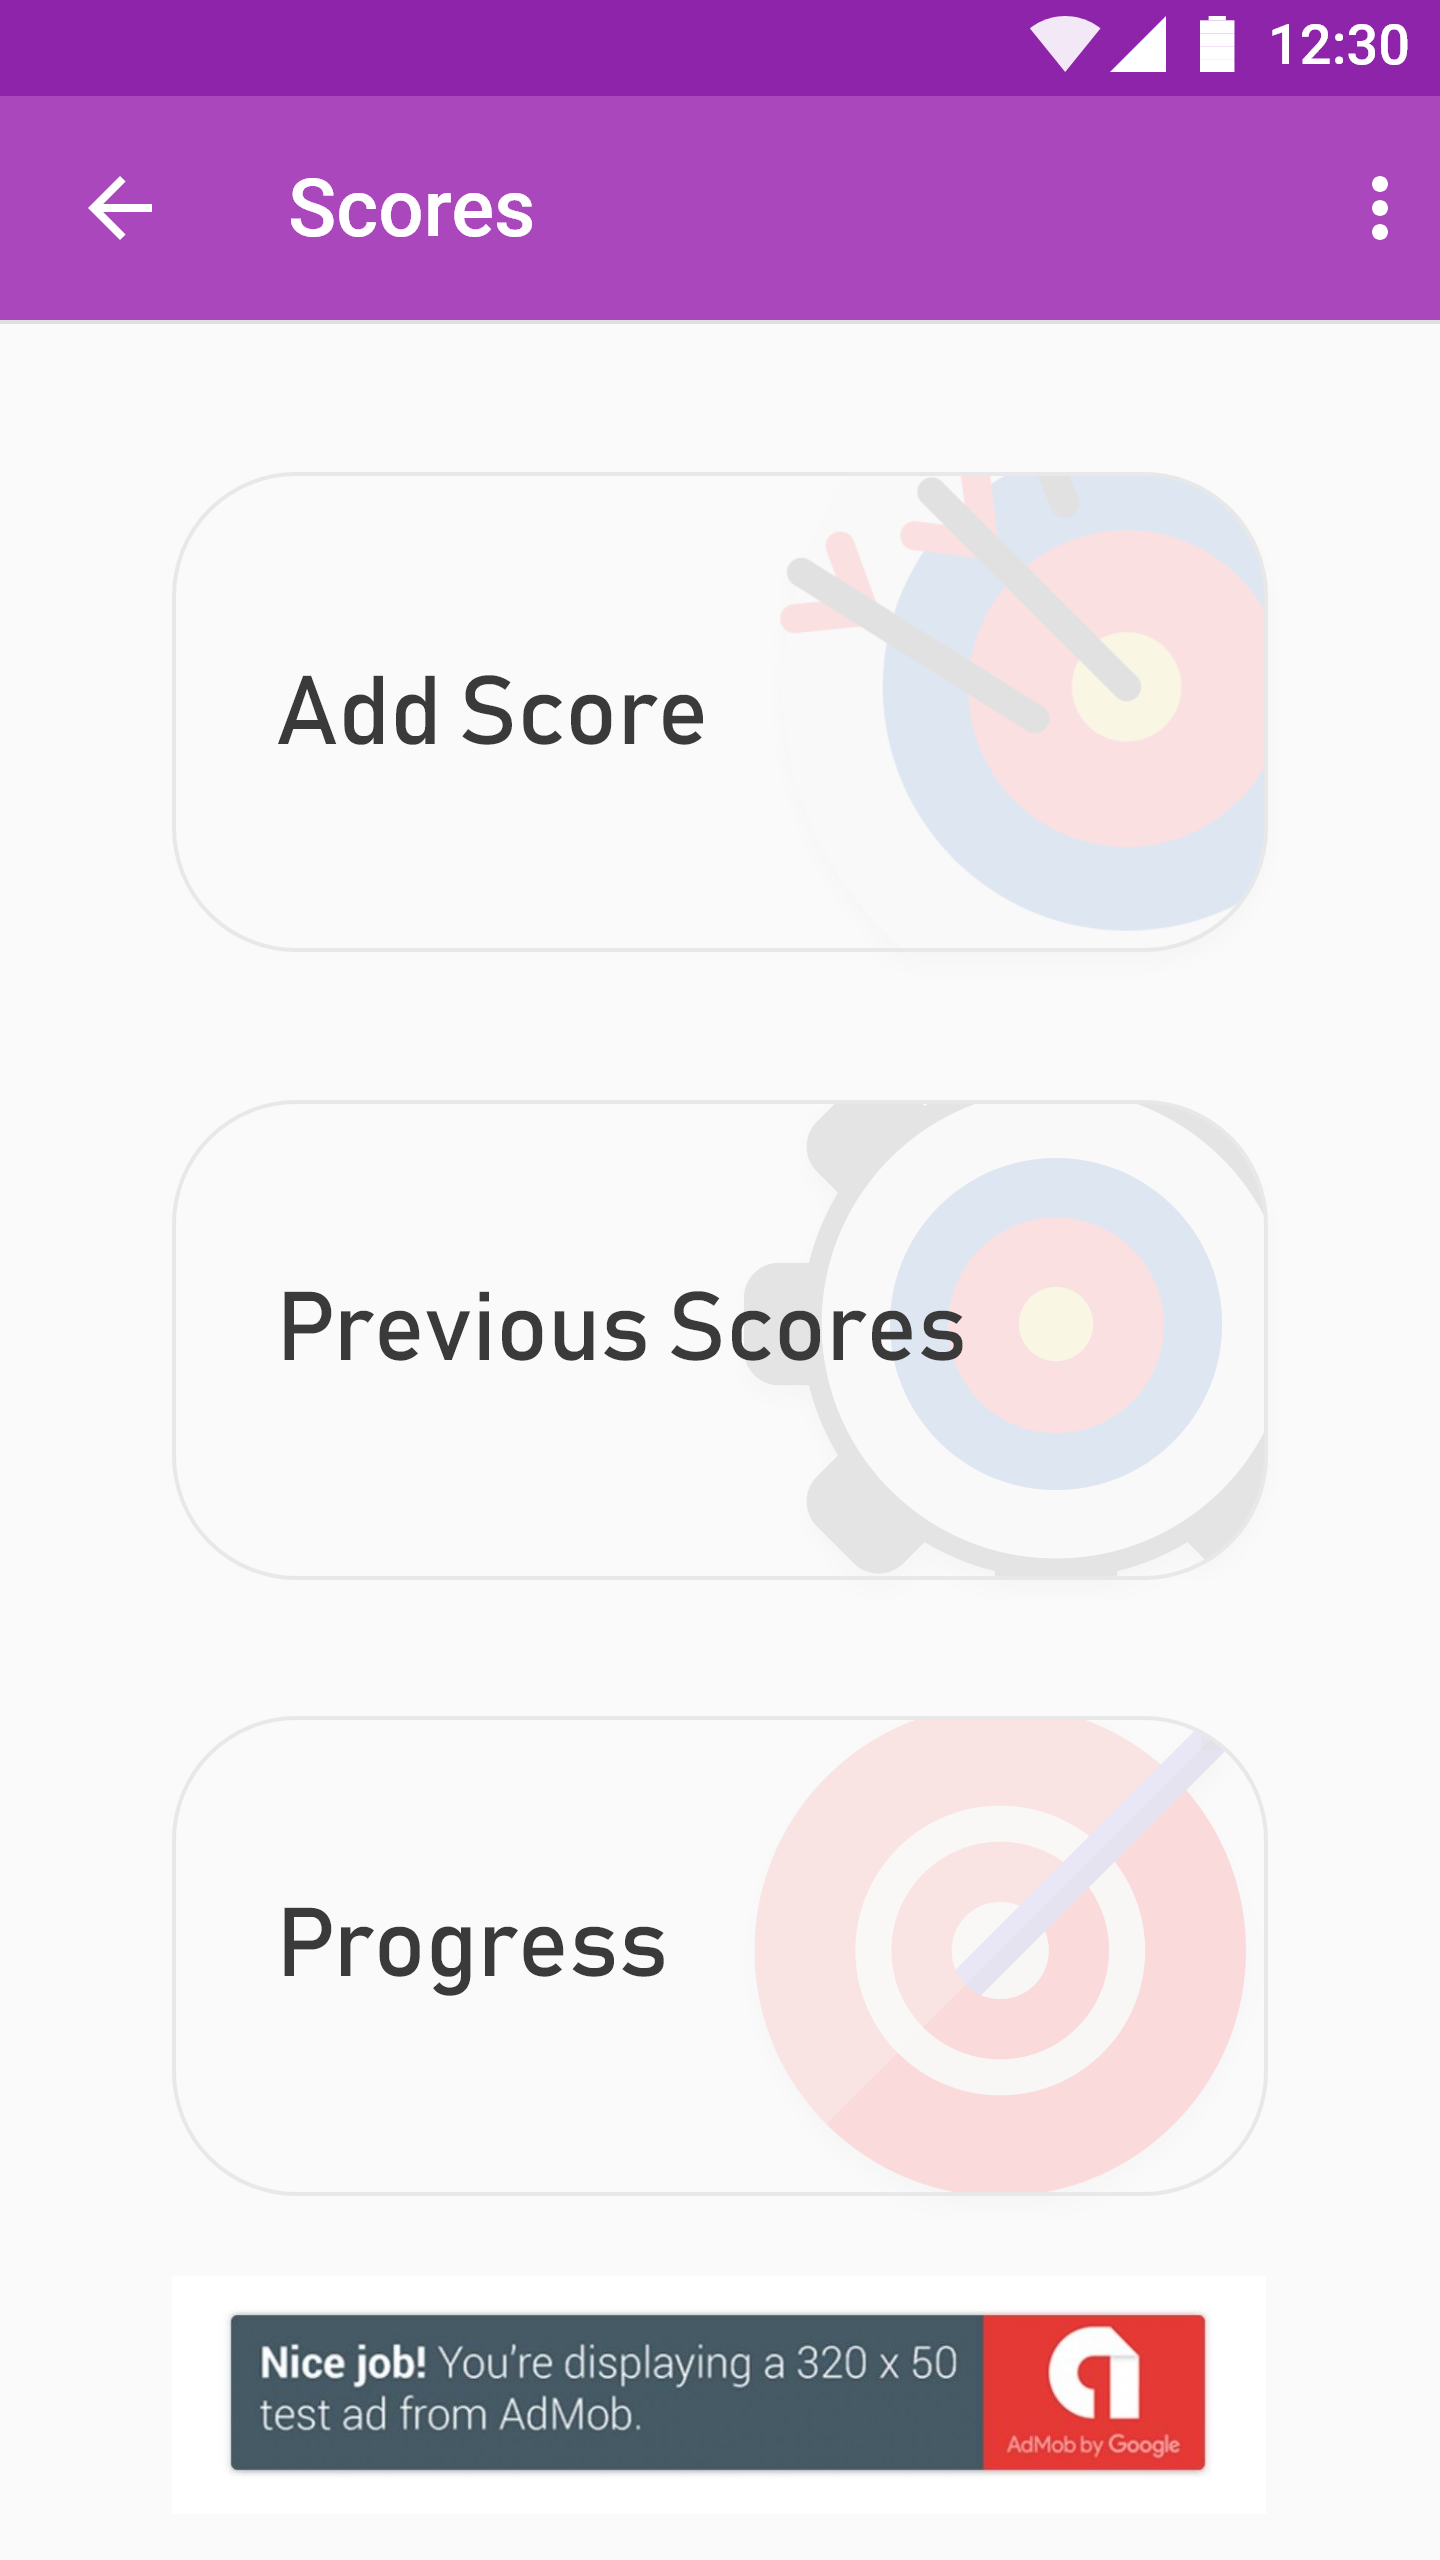 12:30
Scores
Add Score
Previous Scores
Progress
Nice job! You're displaying a 320 x 50
test ad from AdMob.
AdMob by Google